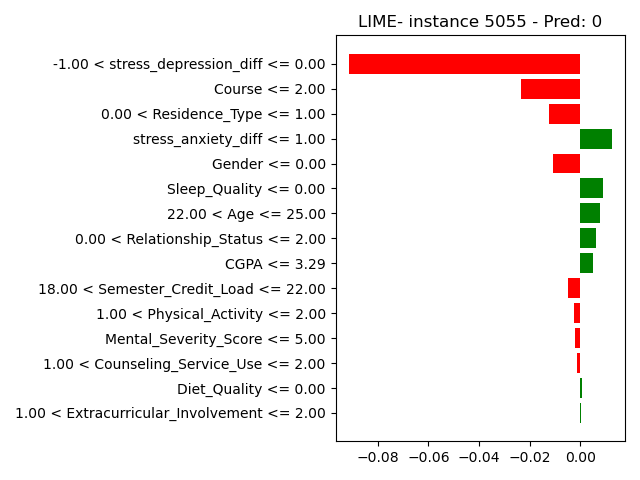 LIME- instance 5055 - Pred: 0
-1.00 < stress_depression_diff <= 0.00
Course <= 2.00
0.00 < Residence_Type <= 1.00
stress_anxiety_diff <= 1.00
Gender <= 0.00
Sleep_Quality <= 0.00
22.00 < Age <= 25.00
0.00 < Relationship_Status <= 2.00
CGPA <= 3.29
18.00 < Semester_Credit_Load <= 22.00
1.00 < Physical_Activity <= 2.00
Mental_Severity_Score <= 5.00
1.00 < Counseling_Service_Use <= 2.00
Diet_Quality <= 0.00
1.00 < Extracurricular_Involvement <= 2.00
−0.08 −0.06 −0.04 −0.02 0.00